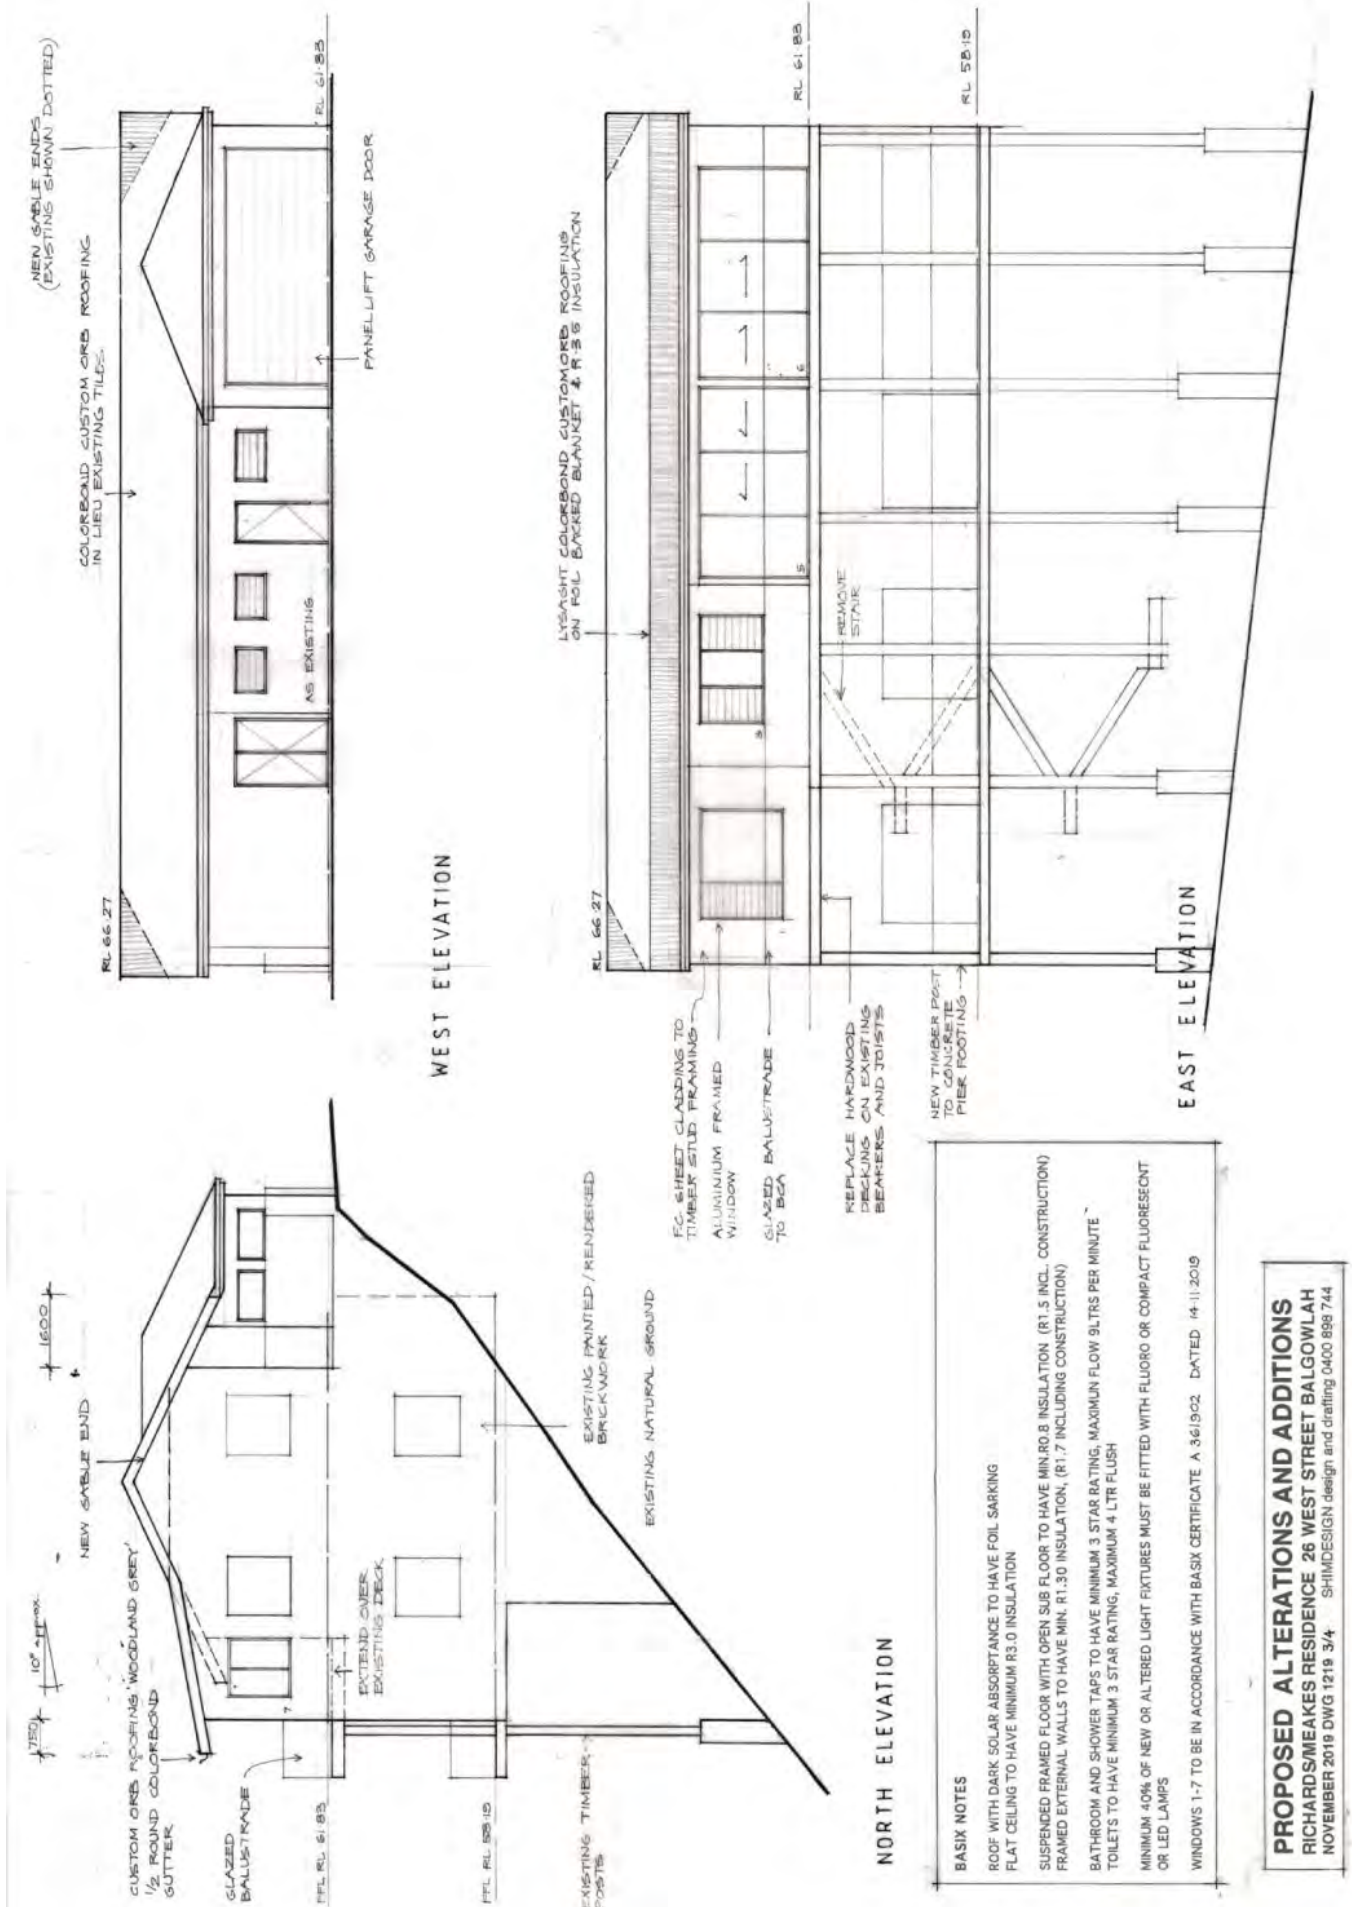 1600
750
10° approx.
NEW GABLE END
CUSTOM ORB ROOFING 'WOODLAND GREY'
1/2 ROUND COLORBOND
GUTTER
GLAZED
BALUSTRADE
7
EXTEND OVER
EXISTING DECK
FFL RL 61.83
FFL RL 58.19
EXISTING TIMBER
POSTS
EXISTING PAINTED / RENDERED
BRICKWORK
EXISTING NATURAL GROUND
NORTH ELEVATION
NEW GABLE ENDS
(EXISTING SHOWN DOTTED)
COLORBOND CUSTOM ORB ROOFING
IN LIEU EXISTING TILES.
RL 66.27
RL 61.83
AS EXISTING
PANELLIFT GARAGE DOOR
WEST ELEVATION
LYSAGHT COLORBOND CUSTOM ORB ROOFING
ON FOIL BACKED BLANKET & R3.5 INSULATION
RL 66.27
RL 61.83
RL 58.19
5
6
REMOVE
STAIR
F.C. SHEET CLADDING TO
TIMBER STUD FRAMING
ALUMINIUM FRAMED
WINDOW
GLAZED BALUSTRADE
TO BCA
REPLACE HARDWOOD
DECKING ON EXISTING
BEARERS AND JOISTS
NEW TIMBER POST
TO CONCRETE
PIER FOOTING
EAST ELEVATION
BASIX NOTES
ROOF WITH DARK SOLAR ABSORPTANCE TO HAVE FOIL SARKING
FLAT CEILING TO HAVE MINIMUM R3.0 INSULATION
SUSPENDED FRAMED FLOOR WITH OPEN SUB FLOOR TO HAVE MIN.R0.8 INSULATION (R1.5 INCL. CONSTRUCTION)
FRAMED EXTERNAL WALLS TO HAVE MIN. R1.30 INSULATION, (R1.7 INCLUDING CONSTRUCTION)
BATHROOM AND SHOWER TAPS TO HAVE MINIMUM 3 STAR RATING, MAXIMUN FLOW 9LTRS PER MINUTE
TOILETS TO HAVE MINIMUM 3 STAR RATING, MAXIMUM 4 LTR FLUSH
MINIMUM 40% OF NEW OR ALTERED LIGHT FIXTURES MUST BE FITTED WITH FLUORO OR COMPACT FLUORESECNT
OR LED LAMPS
WINDOWS 1-7 TO BE IN ACCORDANCE WITH BASIX CERTIFICATE A 361902 DATED 14.11.2019
PROPOSED ALTERATIONS AND ADDITIONS
RICHARDS/MEAKES RESIDENCE 26 WEST STREET BALGOWLAH
NOVEMBER 2019 DWG 1219 3/4 SHIMDESIGN design and drafting 0400 898 744